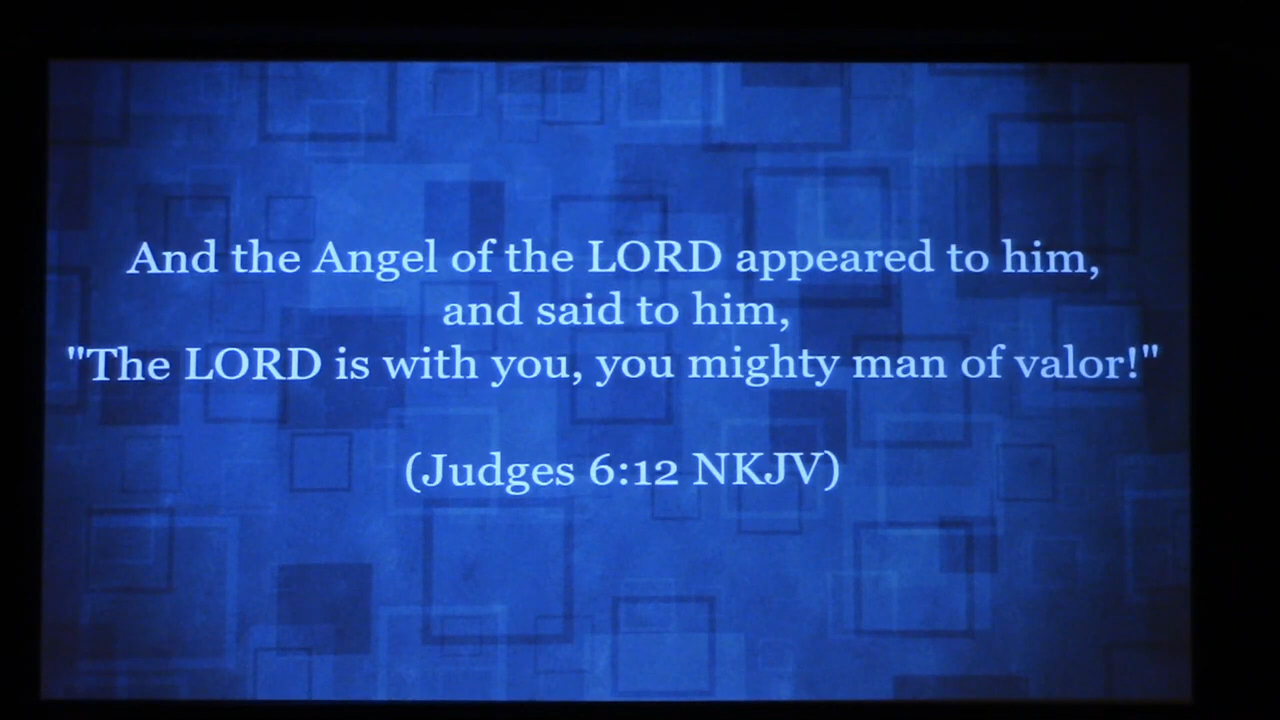 And the Angel of the LORD appeared to him,
and said to him,
"The LORD is with you, you mighty man of valor!"
(Judges 6:12 NKJV)